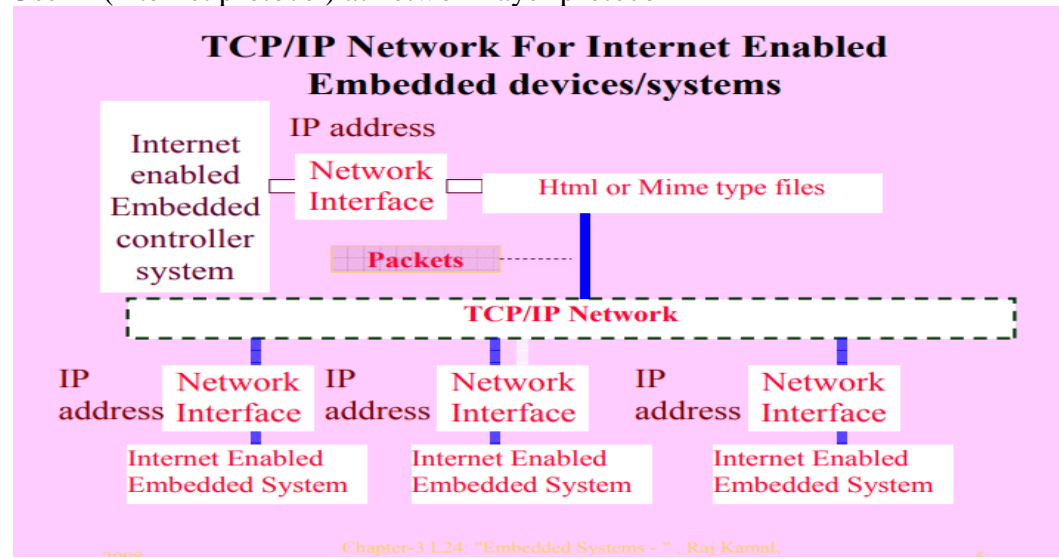 TCP/IP Network For Internet Enabled
Embedded devices/systems
IP address
Internet
enabled
Embedded
controller
system
Network
Interface
Html or Mime type files
Packets
TCP/IP Network
IP
address
Network
Interface
IP
address
Network
Interface
IP
address
Network
Interface
Internet Enabled
Embedded System
Internet Enabled
Embedded System
Internet Enabled
Embedded System
2008
Chapter-3 L24: "Embedded Systems - " , Raj Kamal,
5